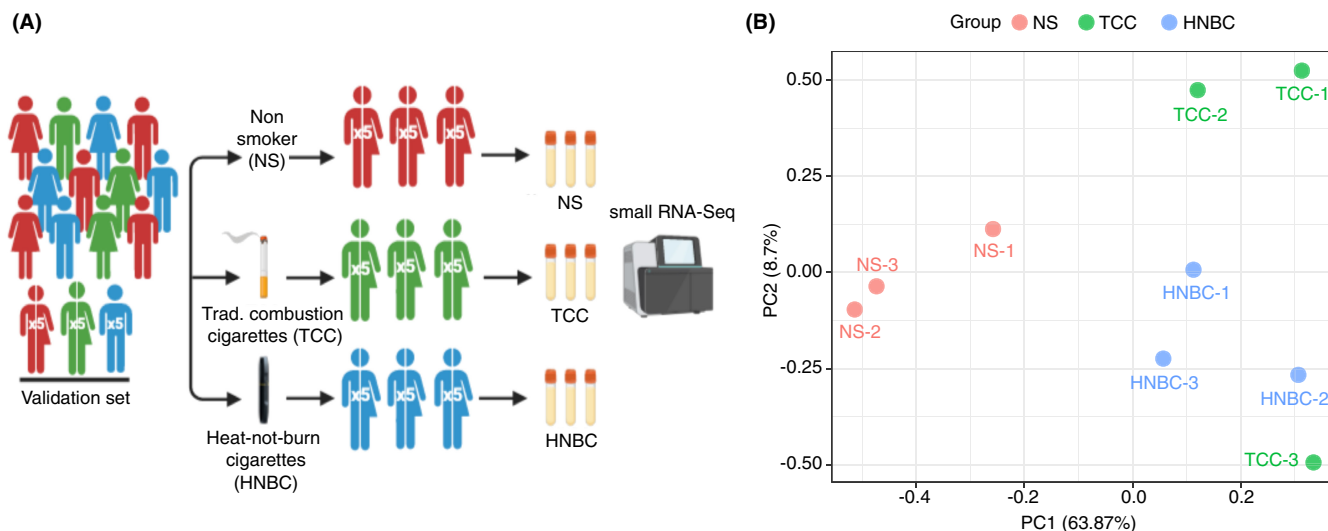 (A)
Non
smoker
(NS)
x5 x5 x5
NS
small RNA-Seq
Trad. combustion
cigarettes (TCC)
x5 x5 x5
TCC
x5 x5 x5
Validation set
Heat-not-burn
cigarettes
(HNBC)
x5 x5 x5
HNBC
(B)
Group NS TCC HNBC
PC2 (8.7%)
0.50
0.25
0.00
-0.25
-0.50
TCC-1
TCC-2
NS-1
NS-3
NS-2
HNBC-1
HNBC-3
HNBC-2
TCC-3
-0.4 -0.2 0.0 0.2
PC1 (63.87%)